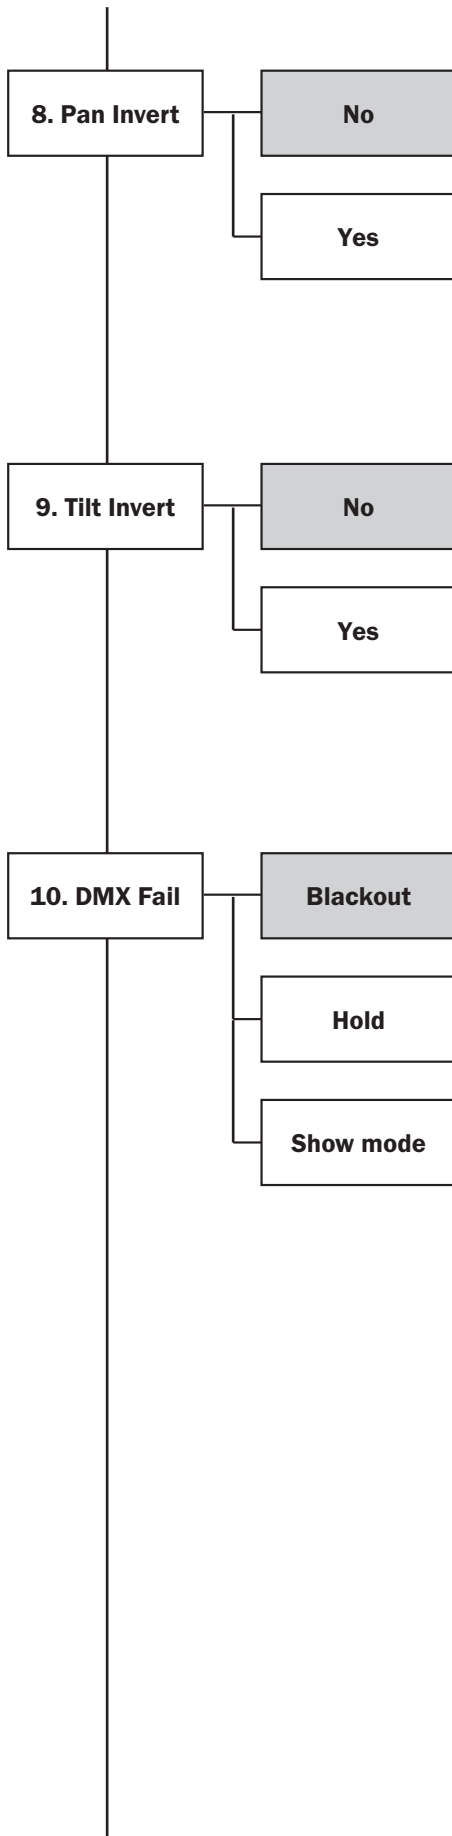 8. Pan Invert
No
Yes
9. Tilt Invert
No
Yes
10. DMX Fail
Blackout
Hold
Show mode